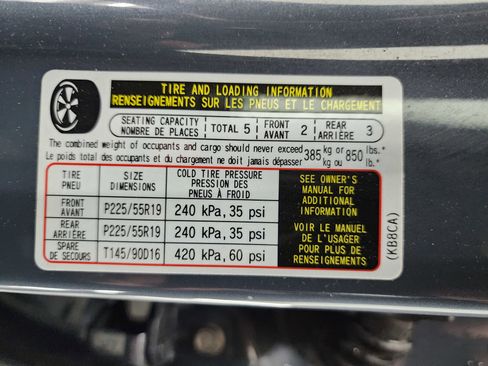 TIRE AND LOADING INFORMATION
RENSEIGNEMENTS SUR LES PNEUS ET LE CHARGEMENT
SEATING CAPACITY NOMBRE DE PLACES TOTAL 5 FRONT AVANT 2 REAR ARRIÈRE 3
The combined weight of occupants and cargo should never exceed 385 kg or 850 lbs.
Le poids total des occupants et du chargement ne doit jamais dépasser 385 kg ou 850 lb.
TIRE PNEU SIZE DIMENSIONS COLD TIRE PRESSURE PRESSION DES PNEUS À FROID
FRONT AVANT P225/55R19 240 kPa, 35 psi
REAR ARRIÈRE P225/55R19 240 kPa, 35 psi
SPARE DE SECOURS T145/90D16 420 kPa, 60 psi
SEE OWNER'S
MANUAL FOR
ADDITIONAL
INFORMATION
VOIR LE MANUEL
DE L'USAGER
POUR PLUS DE
RENSEIGNEMENTS
(KB8CA)